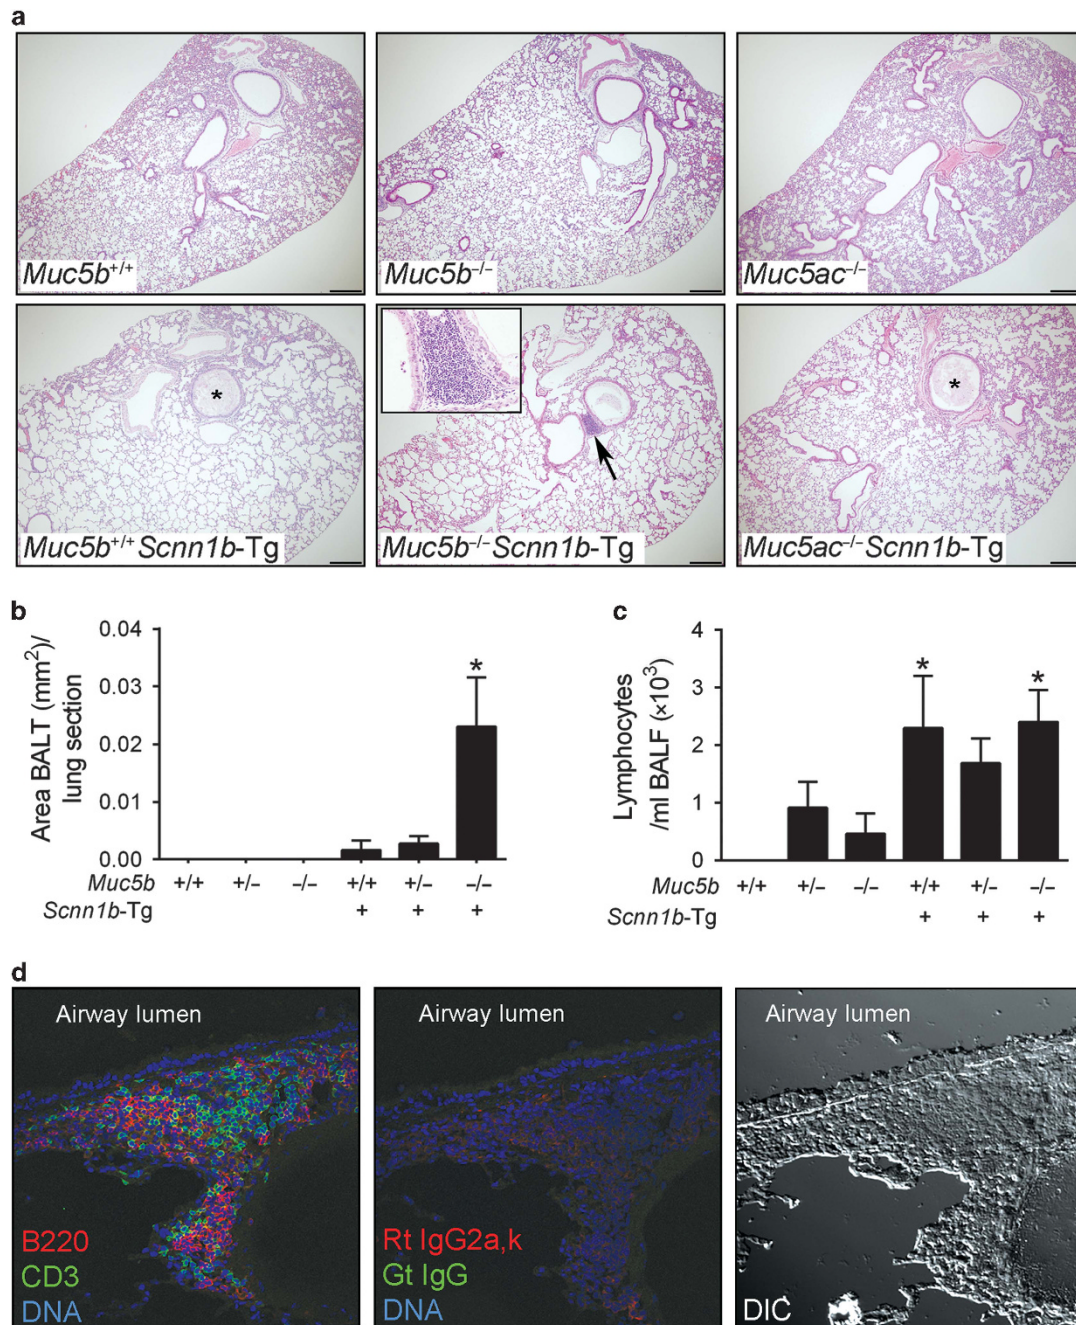 a
Muc5b+/+
Muc5b–/–
Muc5ac–/–
*
*
Muc5b+/+Scnn1b-Tg
Muc5b–/–Scnn1b-Tg
Muc5ac–/–Scnn1b-Tg
b
Area BALT (mm²)/
lung section
0.04
0.03
0.02
0.01
0.00
*
Muc5b +/+ +/– –/– +/+ +/– –/–
Scnn1b-Tg + + +
c
Lymphocytes
/ml BALF (×10³)
4
3
2
1
0
* *
Muc5b +/+ +/– –/– +/+ +/– –/–
Scnn1b-Tg + + +
d
Airway lumen
B220
CD3
DNA
Airway lumen
Rt IgG2a,k
Gt IgG
DNA
Airway lumen
DIC